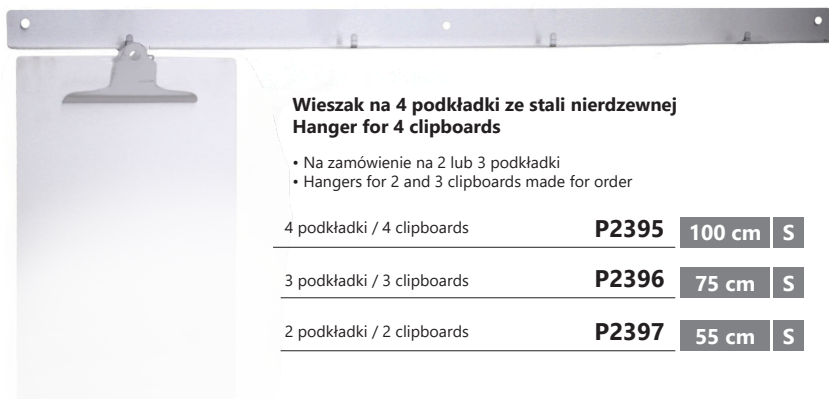 Wieszak na 4 podkładki ze stali nierdzewnej
Hanger for 4 clipboards
• Na zamówienie na 2 lub 3 podkładki
• Hangers for 2 and 3 clipboards made for order
4 podkładki / 4 clipboards P2395 100 cm S
3 podkładki / 3 clipboards P2396 75 cm S
2 podkładki / 2 clipboards P2397 55 cm S